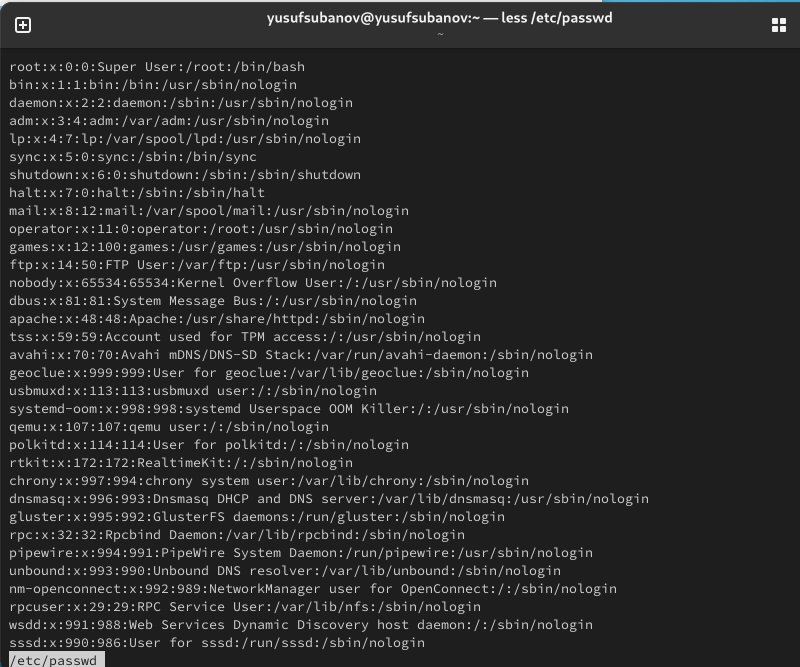 yusufsubanov@yusufsubanov:~ — less /etc/passwd
~
root:x:0:0:Super User:/root:/bin/bash
bin:x:1:1:bin:/bin:/usr/sbin/nologin
daemon:x:2:2:daemon:/sbin:/usr/sbin/nologin
adm:x:3:4:adm:/var/adm:/usr/sbin/nologin
lp:x:4:7:lp:/var/spool/lpd:/usr/sbin/nologin
sync:x:5:0:sync:/sbin:/bin/sync
shutdown:x:6:0:shutdown:/sbin:/sbin/shutdown
halt:x:7:0:halt:/sbin:/sbin/halt
mail:x:8:12:mail:/var/spool/mail:/usr/sbin/nologin
operator:x:11:0:operator:/root:/usr/sbin/nologin
games:x:12:100:games:/usr/games:/usr/sbin/nologin
ftp:x:14:50:FTP User:/var/ftp:/usr/sbin/nologin
nobody:x:65534:65534:Kernel Overflow User:/:/usr/sbin/nologin
dbus:x:81:81:System Message Bus:/:/usr/sbin/nologin
apache:x:48:48:Apache:/usr/share/httpd:/sbin/nologin
tss:x:59:59:Account used for TPM access:/:/usr/sbin/nologin
avahi:x:70:70:Avahi mDNS/DNS-SD Stack:/var/run/avahi-daemon:/sbin/nologin
geoclue:x:999:999:User for geoclue:/var/lib/geoclue:/sbin/nologin
usbmuxd:x:113:113:usbmuxd user:/:/sbin/nologin
systemd-oom:x:998:998:systemd Userspace OOM Killer:/:/usr/sbin/nologin
qemu:x:107:107:qemu user:/:/sbin/nologin
polkitd:x:114:114:User for polkitd:/:/sbin/nologin
rtkit:x:172:172:RealtimeKit:/:/sbin/nologin
chrony:x:997:994:chrony system user:/var/lib/chrony:/sbin/nologin
dnsmasq:x:996:993:Dnsmasq DHCP and DNS server:/var/lib/dnsmasq:/usr/sbin/nologin
gluster:x:995:992:GlusterFS daemons:/run/gluster:/sbin/nologin
rpc:x:32:32:Rpcbind Daemon:/var/lib/rpcbind:/sbin/nologin
pipewire:x:994:991:PipeWire System Daemon:/run/pipewire:/usr/sbin/nologin
unbound:x:993:990:Unbound DNS resolver:/var/lib/unbound:/sbin/nologin
nm-openconnect:x:992:989:NetworkManager user for OpenConnect:/:/sbin/nologin
rpcuser:x:29:29:RPC Service User:/var/lib/nfs:/sbin/nologin
wsdd:x:991:988:Web Services Dynamic Discovery host daemon:/:/sbin/nologin
sssd:x:990:986:User for sssd:/run/sssd:/sbin/nologin
/etc/passwd